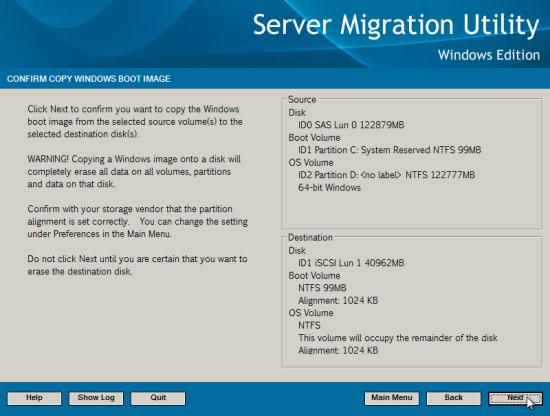 Server Migration Utility
Windows Edition
CONFIRM COPY WINDOWS BOOT IMAGE
Click Next to confirm you want to copy the Windows
boot image from the selected source volume(s) to the
selected destination disk(s).
WARNING! Copying a Windows image onto a disk will
completely erase all data on all volumes, partitions
and data on that disk.
Confirm with your storage vendor that the partition
alignment is set correctly. You can change the setting
under Preferences in the Main Menu.
Do not click Next until you are certain that you want to
erase the destination disk.
Source
Disk
ID0 SAS Lun 0 122879MB
Boot Volume
ID1 Partition C: System Reserved NTFS 99MB
OS Volume
ID2 Partition D: <no label> NTFS 122777MB
64-bit Windows
Destination
Disk
ID1 iSCSI Lun 1 40962MB
Boot Volume
NTFS 99MB
Alignment: 1024 KB
OS Volume
NTFS
This volume will occupy the remainder of the disk
Alignment: 1024 KB
Help
Show Log
Quit
Main Menu
Back
Next